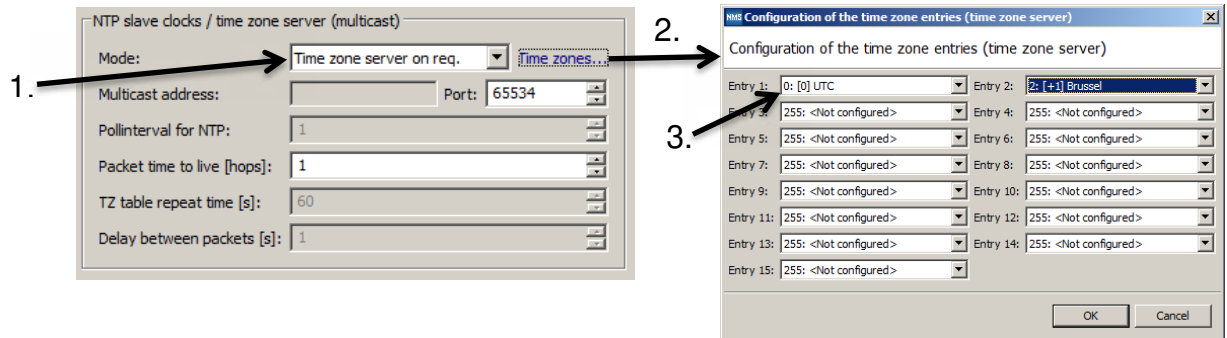 NTP slave clocks / time zone server (multicast)
Mode: Time zone server on req. Time zones...
Multicast address: Port: 65534
Pollinterval for NTP: 1
Packet time to live [hops]: 1
TZ table repeat time [s]: 60
Delay between packets [s]: 1
1.
2.
3.
NMS Configuration of the time zone entries (time zone server) X
Configuration of the time zone entries (time zone server)
Entry 1: 0: [0] UTC Entry 2: 2: [+1] Brussel
Entry 3: 255: <Not configured> Entry 4: 255: <Not configured>
Entry 5: 255: <Not configured> Entry 6: 255: <Not configured>
Entry 7: 255: <Not configured> Entry 8: 255: <Not configured>
Entry 9: 255: <Not configured> Entry 10: 255: <Not configured>
Entry 11: 255: <Not configured> Entry 12: 255: <Not configured>
Entry 13: 255: <Not configured> Entry 14: 255: <Not configured>
Entry 15: 255: <Not configured>
OK Cancel